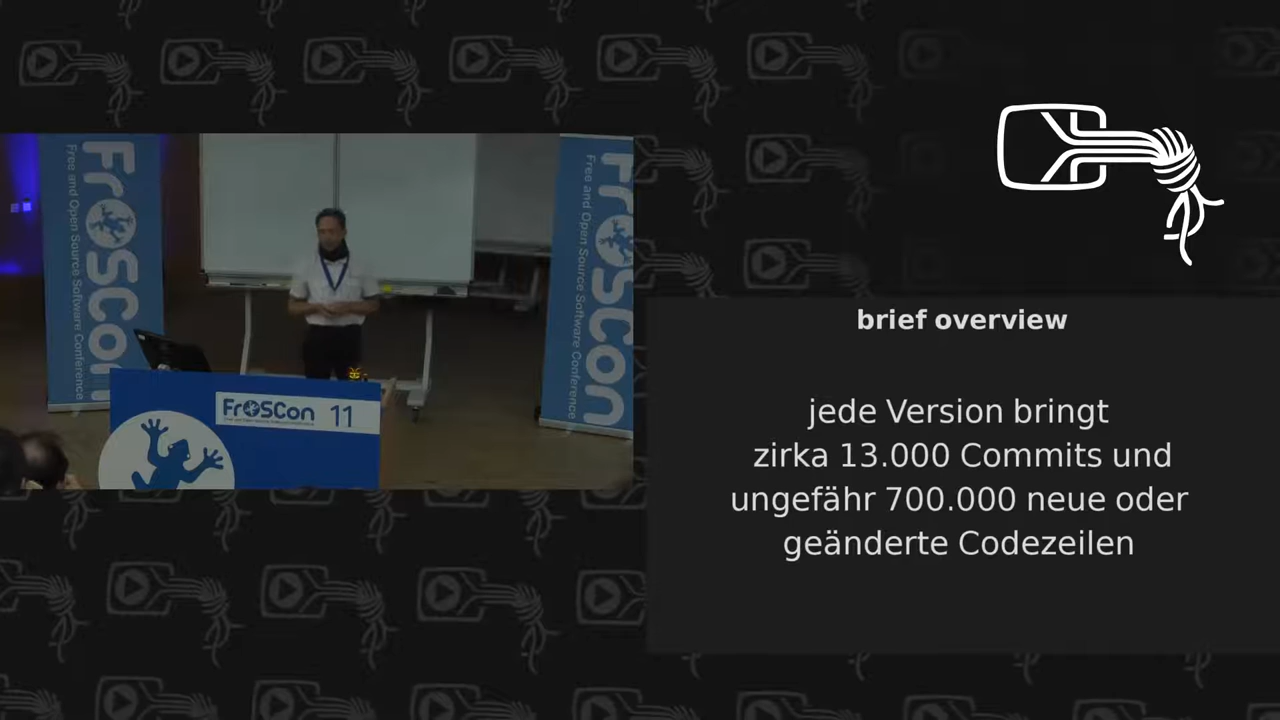 FrOSCon
Free and Open Source Software Conference
FrOSCon
Free and Open Source Software Conference
FrOSCon 11
brief overview
jede Version bringt
zirka 13.000 Commits und
ungefähr 700.000 neue oder
geänderte Codezeilen